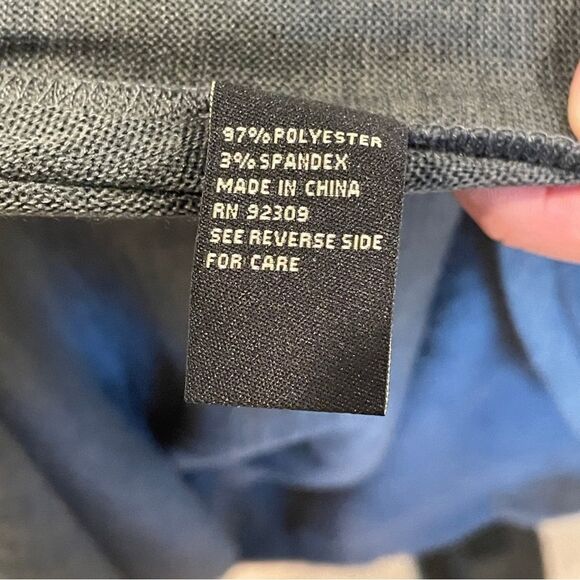 97% POLYESTER
3% SPANDEX
MADE IN CHINA
RN 92309
SEE REVERSE SIDE
FOR CARE